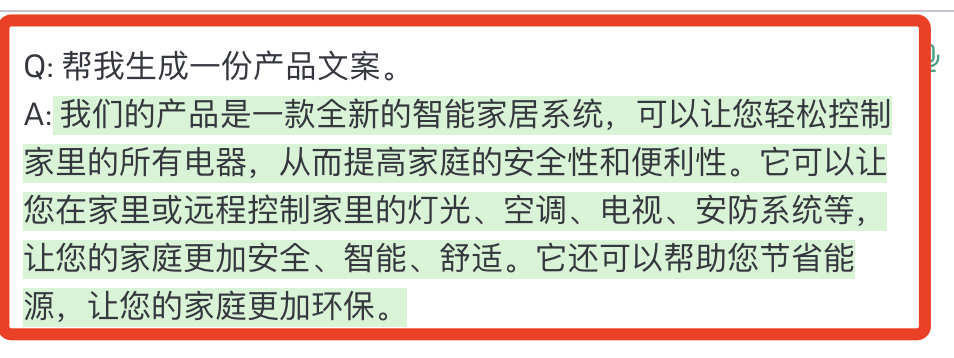 Q: 帮我生成一份产品文案。
A: 我们的产品是一款全新的智能家居系统，可以让您轻松控制
家里的所有电器，从而提高家庭的安全性和便利性。它可以让
您在家里或远程控制家里的灯光、空调、电视、安防系统等，
让您的家庭更加安全、智能、舒适。它还可以帮助您节省能
源，让您的家庭更加环保。